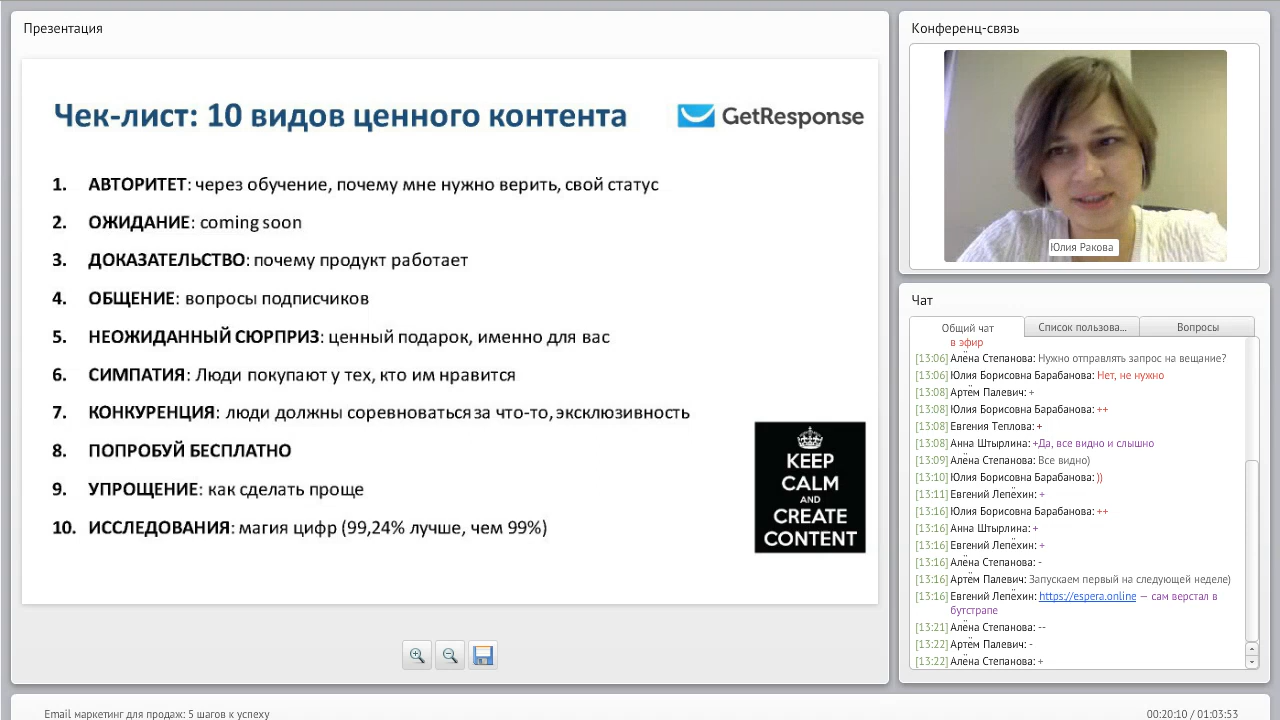 Презентация
Чек-лист: 10 видов ценного контента
GetResponse
1. АВТОРИТЕТ: через обучение, почему мне нужно верить, свой статус
2. ОЖИДАНИЕ: coming soon
3. ДОКАЗАТЕЛЬСТВО: почему продукт работает
4. ОБЩЕНИЕ: вопросы подписчиков
5. НЕОЖИДАННЫЙ СЮРПРИЗ: ценный подарок, именно для вас
6. СИМПАТИЯ: Люди покупают у тех, кто им нравится
7. КОНКУРЕНЦИЯ: люди должны соревноваться за что-то, эксклюзивность
8. ПОПРОБУЙ БЕСПЛАТНО
9. УПРОЩЕНИЕ: как сделать проще
10. ИССЛЕДОВАНИЯ: магия цифр (99,24% лучше, чем 99%)
KEEP
CALM
AND
CREATE
CONTENT
Конференц-связь
Юлия Ракова
Чат
Общий чат
Список пользова...
Вопросы
в эфир
[13:06] Алёна Степанова: Нужно отправлять запрос на вещание?
[13:06] Юлия Борисовна Барабанова: Нет, не нужно
[13:08] Артём Палевич: +
[13:08] Юлия Борисовна Барабанова: ++
[13:08] Евгения Теплова: +
[13:08] Анна Штырлина: +Да, все видно и слышно
[13:09] Алёна Степанова: Все видно)
[13:10] Юлия Борисовна Барабанова: ))
[13:11] Евгений Лепёхин: +
[13:16] Юлия Борисовна Барабанова: ++
[13:16] Анна Штырлина: +
[13:16] Евгений Лепёхин: +
[13:16] Алёна Степанова: -
[13:16] Артём Палевич: Запускаем первый на следующей неделе)
[13:16] Евгений Лепёхин: https://espera.online — сам верстал в
бутстрапе
[13:21] Алёна Степанова: --
[13:22] Артём Палевич: -
[13:22] Алёна Степанова: +
Email маркетинг для продаж: 5 шагов к успеху
00:20:10 / 01:03:53